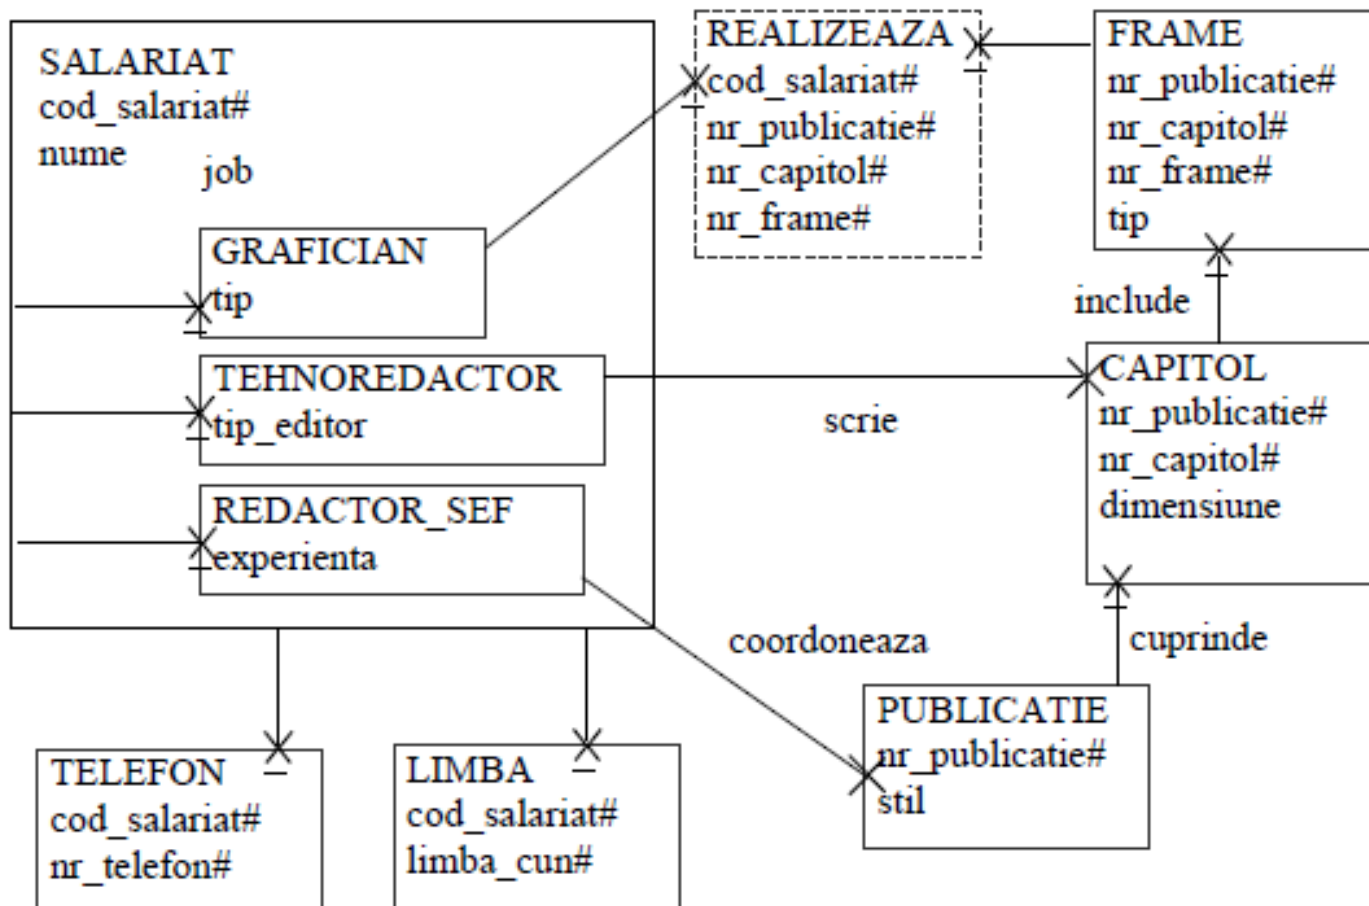 SALARIAT
cod_salariat#
nume
job
GRAFICIAN
tip
TEHNOREDACTOR
tip_editor
REDACTOR_SEF
experienta
REALIZEAZA
cod_salariat#
nr_publicatie#
nr_capitol#
nr_frame#
FRAME
nr_publicatie#
nr_capitol#
nr_frame#
tip
include
CAPITOL
nr_publicatie#
nr_capitol#
dimensiune
scrie
coordoneaza
cuprinde
PUBLICATIE
nr_publicatie#
stil
TELEFON
cod_salariat#
nr_telefon#
LIMBA
cod_salariat#
limba_cun#